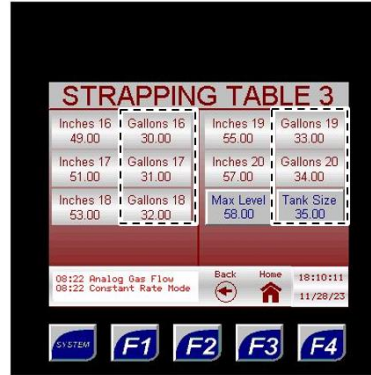 STRAPPING TABLE 3
Inches 16 Gallons 16 Inches 19 Gallons 19
49.00 30.00 55.00 33.00
Inches 17 Gallons 17 Inches 20 Gallons 20
51.00 31.00 57.00 34.00
Inches 18 Gallons 18 Max Level Tank Size
53.00 32.00 58.00 35.00
08:22 Analog Gas Flow Back Home 18:10:11
08:22 Constant Rate Mode 11/28/23
SYSTEM F1 F2 F3 F4